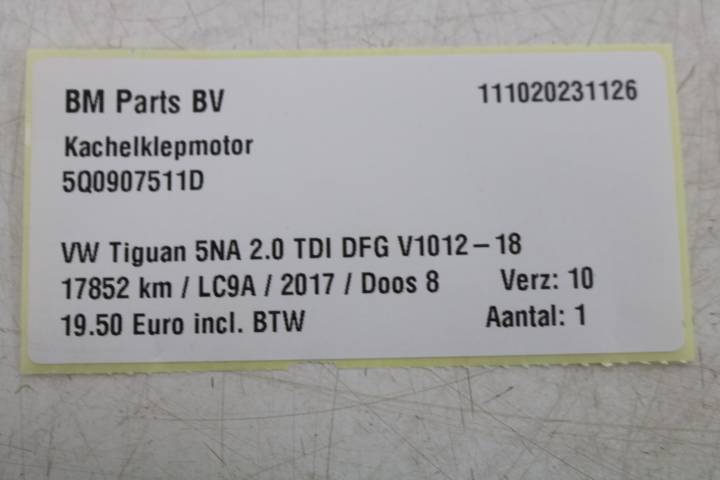 BM Parts BV 111020231126
Kachelklepmotor
5Q0907511D
VW Tiguan 5NA 2.0 TDI DFG V1012-18
17852 km / LC9A / 2017 / Doos 8 Verz: 10
19.50 Euro incl. BTW Aantal: 1